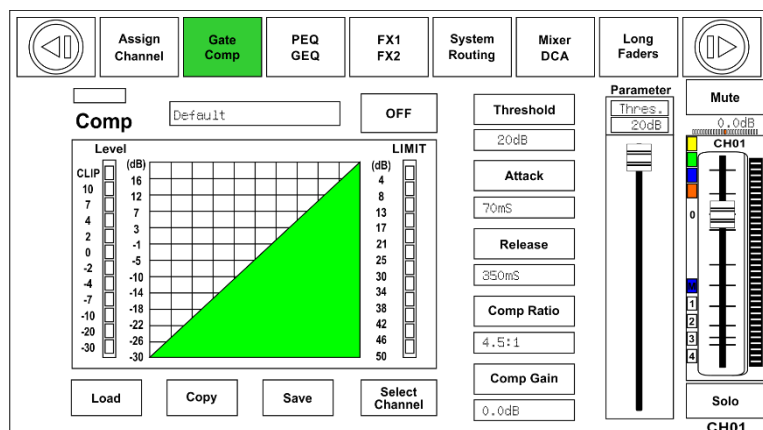 Assign Channel
Gate Comp
PEQ GEQ
FX1 FX2
System Routing
Mixer DCA
Long Faders
Comp
Default
OFF
Level
(dB)
LIMIT
(dB)
CLIP
10
7
4
2
0
-2
-4
-7
-10
-20
-30
16
12
7
3
-1
-5
-10
-14
-18
-22
-26
-30
4
8
13
17
21
25
30
34
38
42
46
50
Load
Copy
Save
Select Channel
Threshold
20dB
Attack
70mS
Release
350mS
Comp Ratio
4.5:1
Comp Gain
0.0dB
Parameter
Thres.
20dB
Mute
0.0dB
CH01
0
M
1
2
3
4
Solo
CH01